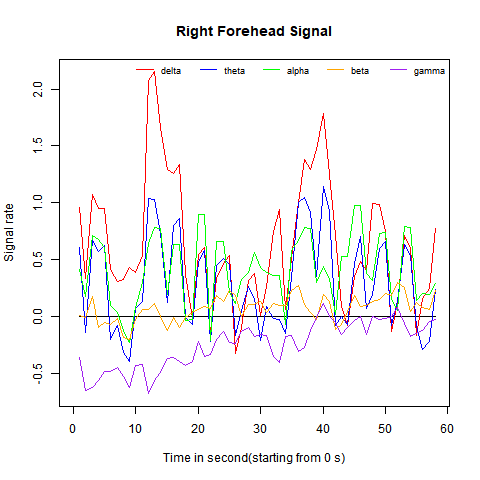 Right Forehead Signal
delta theta alpha beta gamma
Signal rate
2.0
1.5
1.0
0.5
0.0
-0.5
0 10 20 30 40 50 60
Time in second(starting from 0 s)